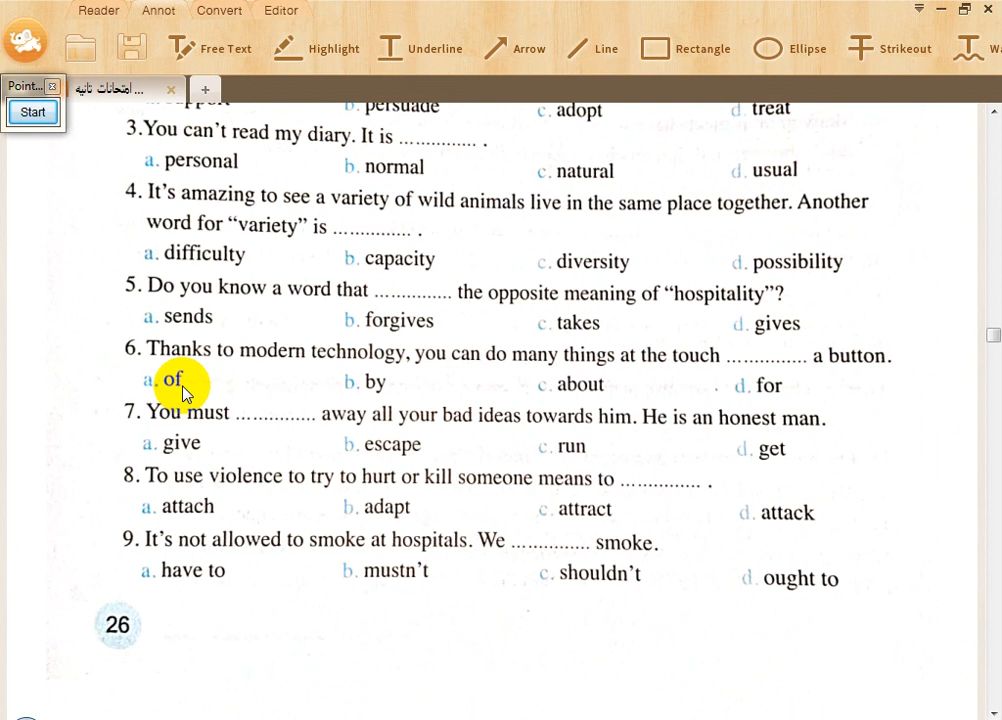 Reader Annot Convert Editor
Free Text Highlight Underline Arrow Line Rectangle Ellipse Strikeout
Point... امتحانات ثانيه ... +
Start
b. persuade c. adopt d. treat
3.You can't read my diary. It is .............. .
a. personal b. normal c. natural d. usual
4. It's amazing to see a variety of wild animals live in the same place together. Another
word for “variety” is .............. .
a. difficulty b. capacity c. diversity d. possibility
5. Do you know a word that .............. the opposite meaning of “hospitality”?
a. sends b. forgives c. takes d. gives
6. Thanks to modern technology, you can do many things at the touch .............. a button.
a. of b. by c. about d. for
7. You must .............. away all your bad ideas towards him. He is an honest man.
a. give b. escape c. run d. get
8. To use violence to try to hurt or kill someone means to .............. .
a. attach b. adapt c. attract d. attack
9. It's not allowed to smoke at hospitals. We .............. smoke.
a. have to b. mustn't c. shouldn't d. ought to
26